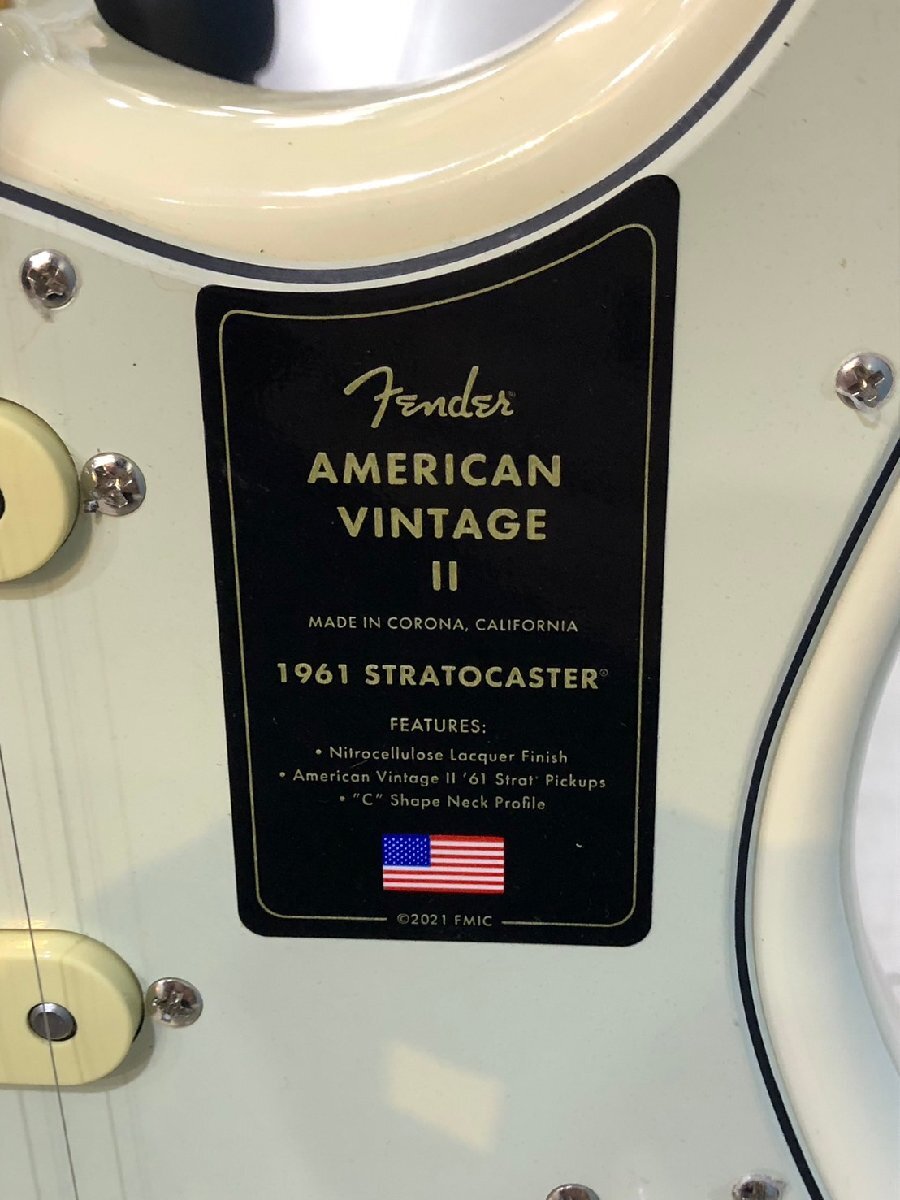 Fender
AMERICAN
VINTAGE
II
MADE IN CORONA, CALIFORNIA
1961 STRATOCASTER®
FEATURES:
• Nitrocellulose Lacquer Finish
• American Vintage II '61 Strat® Pickups
• "C" Shape Neck Profile
©2021 FMIC